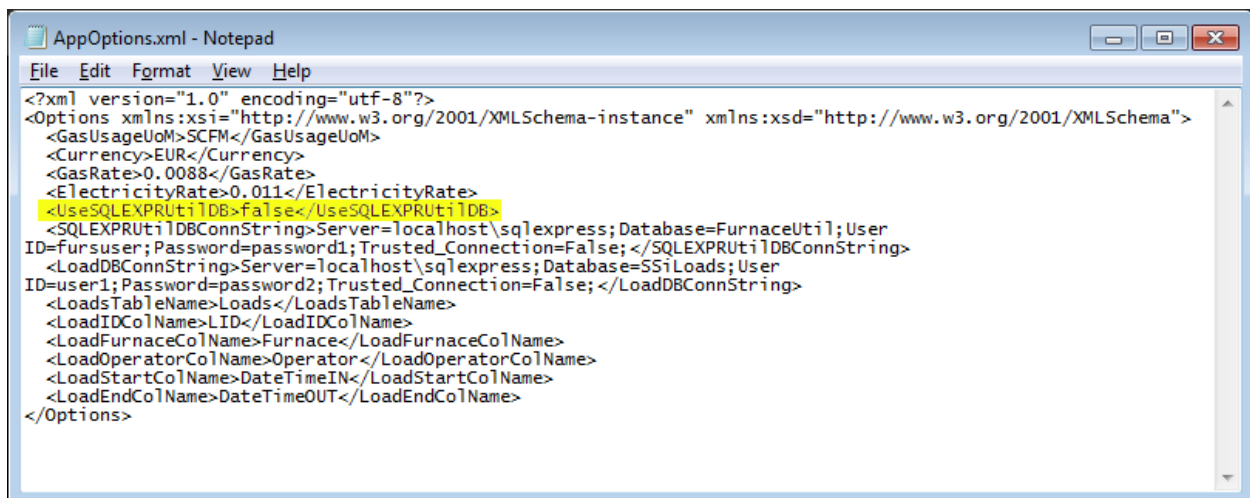 AppOptions.xml - Notepad
File Edit Format View Help
<?xml version="1.0" encoding="utf-8"?>
<Options xmlns:xsi="http://www.w3.org/2001/XMLSchema-instance" xmlns:xsd="http://www.w3.org/2001/XMLSchema">
  <GasUsageUoM>SCFM</GasUsageUoM>
  <Currency>EUR</Currency>
  <GasRate>0.0088</GasRate>
  <ElectricityRate>0.011</ElectricityRate>
  <UseSQLEXPRUtilDB>false</UseSQLEXPRUtilDB>
  <SQLEXPRUtilDBConnString>Server=localhost\sqlexpress;Database=FurnaceUtil;User
ID=fursuser;Password=password1;Trusted_Connection=False;</SQLEXPRUtilDBConnString>
  <LoadDBConnString>Server=localhost\sqlexpress;Database=SSiLoads;User
ID=user1;Password=password2;Trusted_Connection=False;</LoadDBConnString>
  <LoadsTableName>Loads</LoadsTableName>
  <LoadIDColName>LID</LoadIDColName>
  <LoadFurnaceColName>Furnace</LoadFurnaceColName>
  <LoadOperatorColName>Operator</LoadOperatorColName>
  <LoadStartColName>DateTimeIN</LoadStartColName>
  <LoadEndColName>DateTimeOUT</LoadEndColName>
</Options>